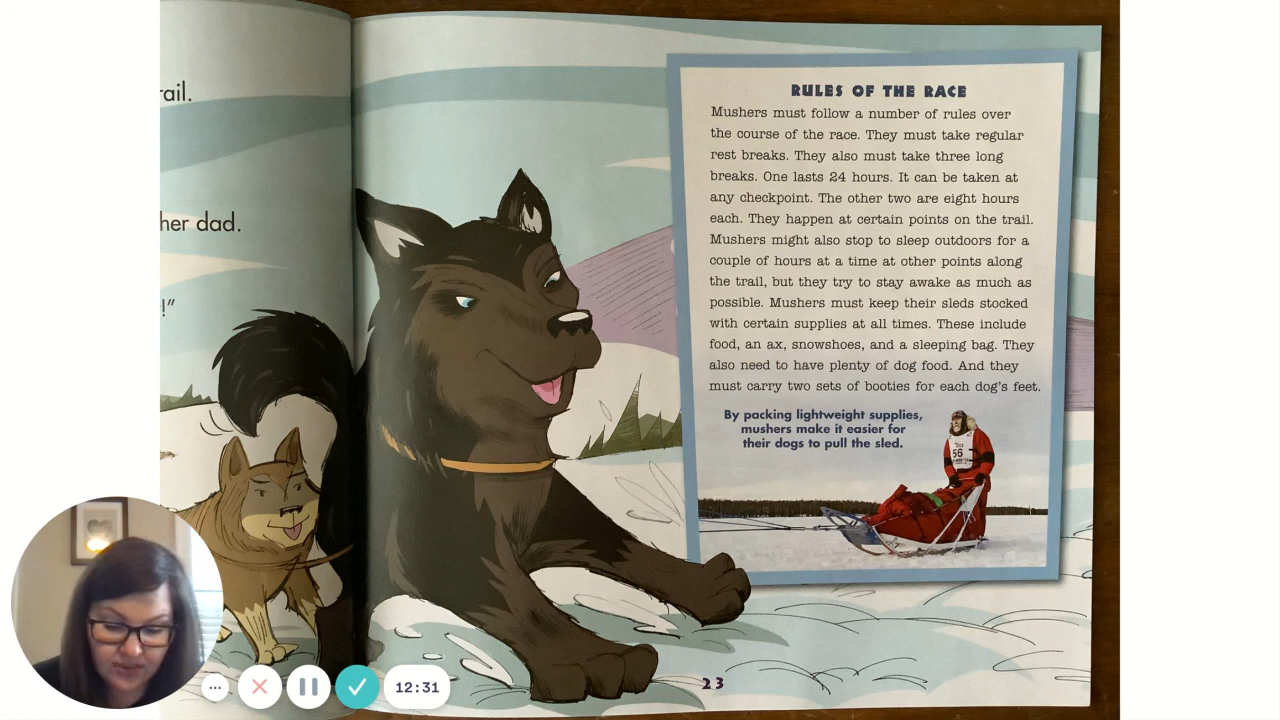 rail.
her dad.
!”
RULES OF THE RACE
Mushers must follow a number of rules over
the course of the race. They must take regular
rest breaks. They also must take three long
breaks. One lasts 24 hours. It can be taken at
any checkpoint. The other two are eight hours
each. They happen at certain points on the trail.
Mushers might also stop to sleep outdoors for a
couple of hours at a time at other points along
the trail, but they try to stay awake as much as
possible. Mushers must keep their sleds stocked
with certain supplies at all times. These include
food, an ax, snowshoes, and a sleeping bag. They
also need to have plenty of dog food. And they
must carry two sets of booties for each dog's feet.
By packing lightweight supplies,
mushers make it easier for
their dogs to pull the sled.
56
23
12:31